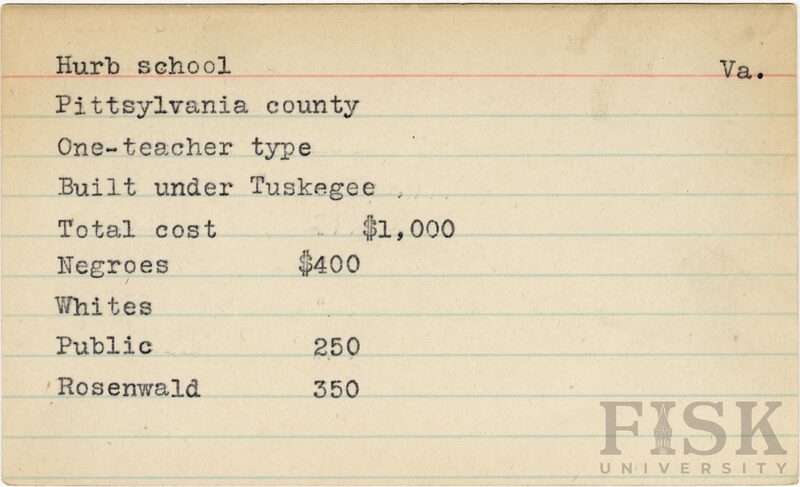 Hurb school Va.
Pittsylvania county
One-teacher type
Built under Tuskegee
Total cost $1,000
Negroes $400
Whites
Public 250
Rosenwald 350
FISK
UNIVERSITY